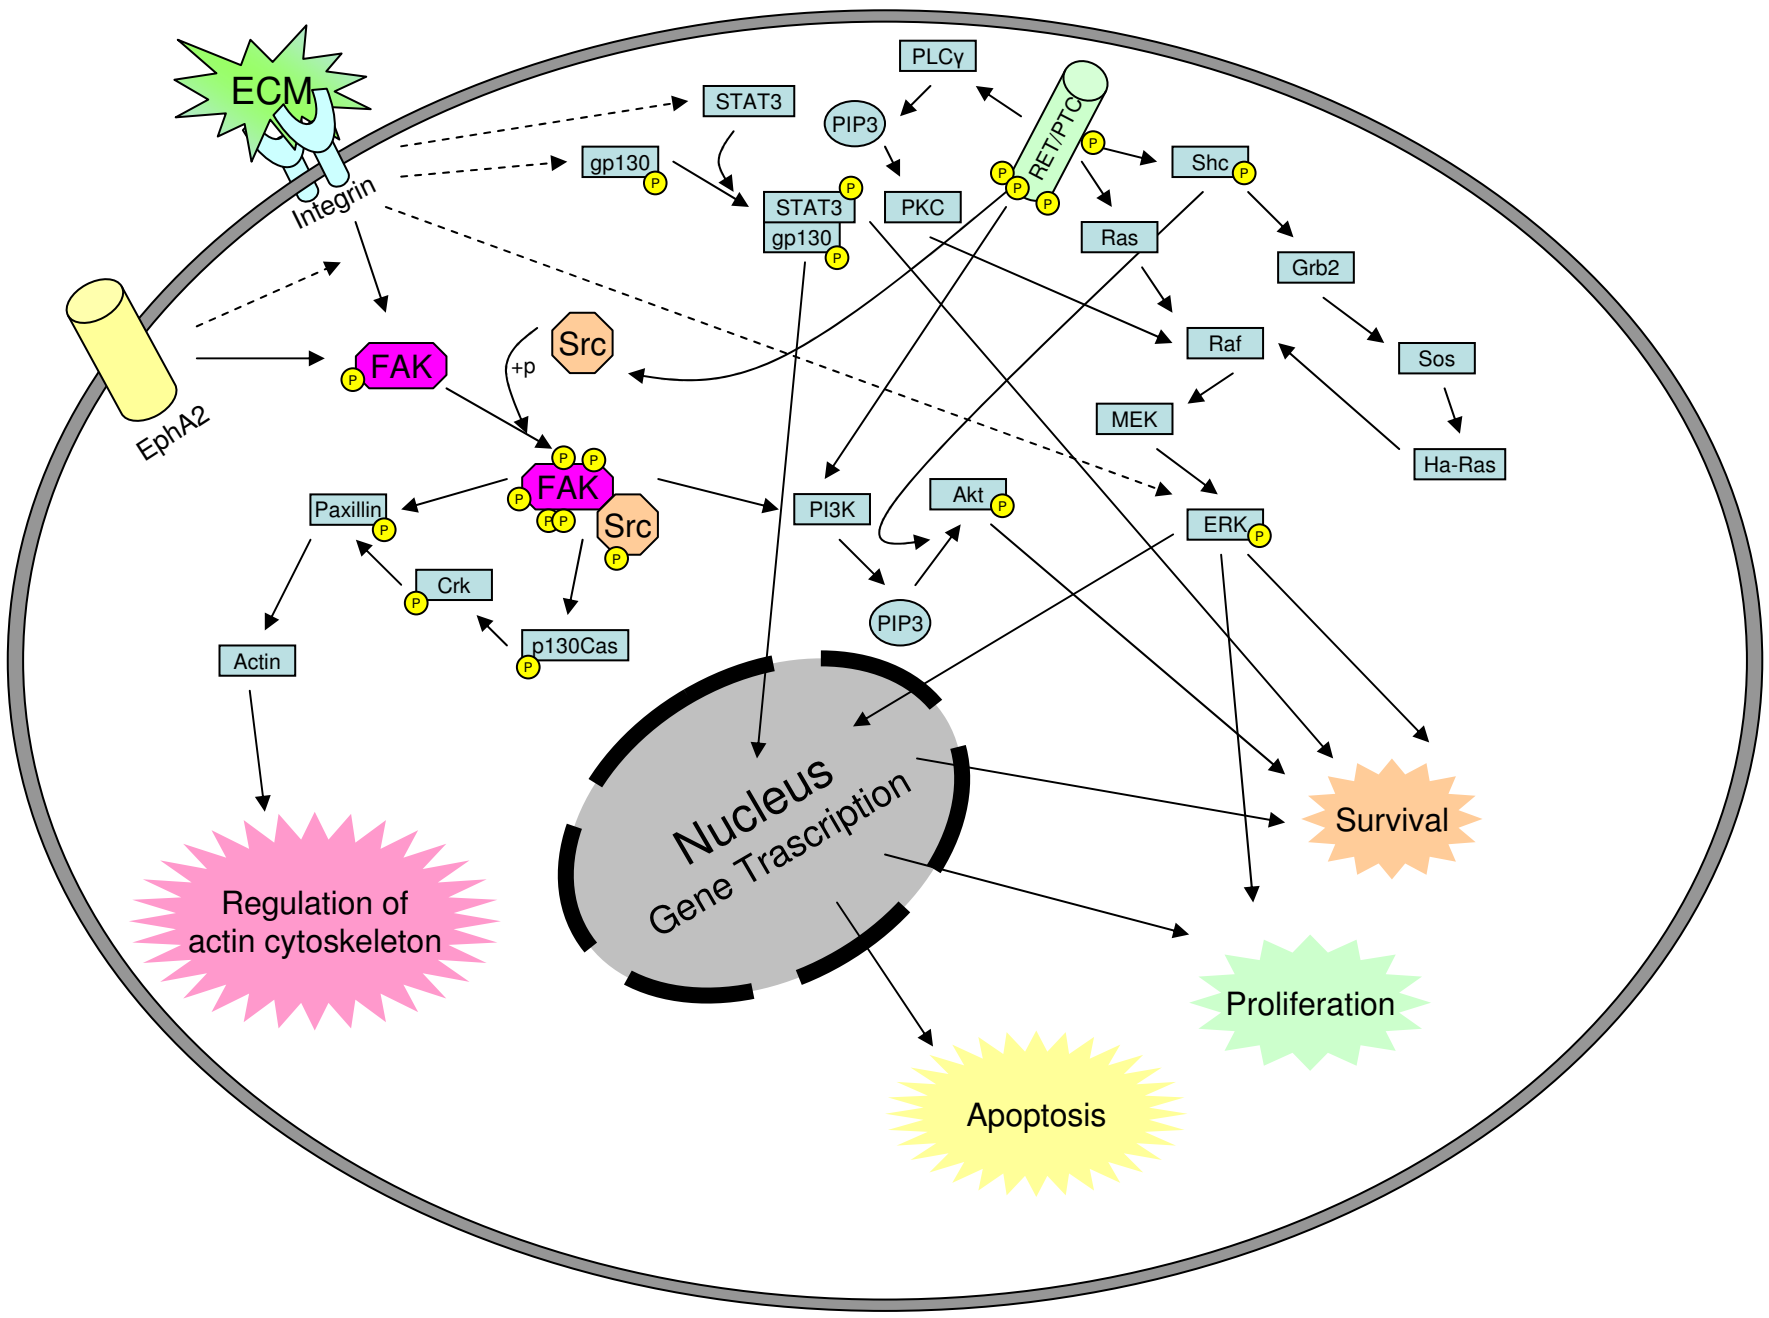 PLCγ
ECM
STAT3
PIP3
RET/PTC
P
gp130
P
Shc
P
P
P
P
Integrin
P
STAT3
gp130
P
PKC
P
Ras
Grb2
EphA2
FAK
P
Src
+p
Raf
Sos
MEK
P
P
FAK
P
P
P
Src
P
Ha-Ras
Paxillin
P
PI3K
Akt
P
ERK
P
Crk
P
p130Cas
P
PIP3
Actin
Nucleus
Gene Trascription
Survival
Regulation of
actin cytoskeleton
Proliferation
Apoptosis